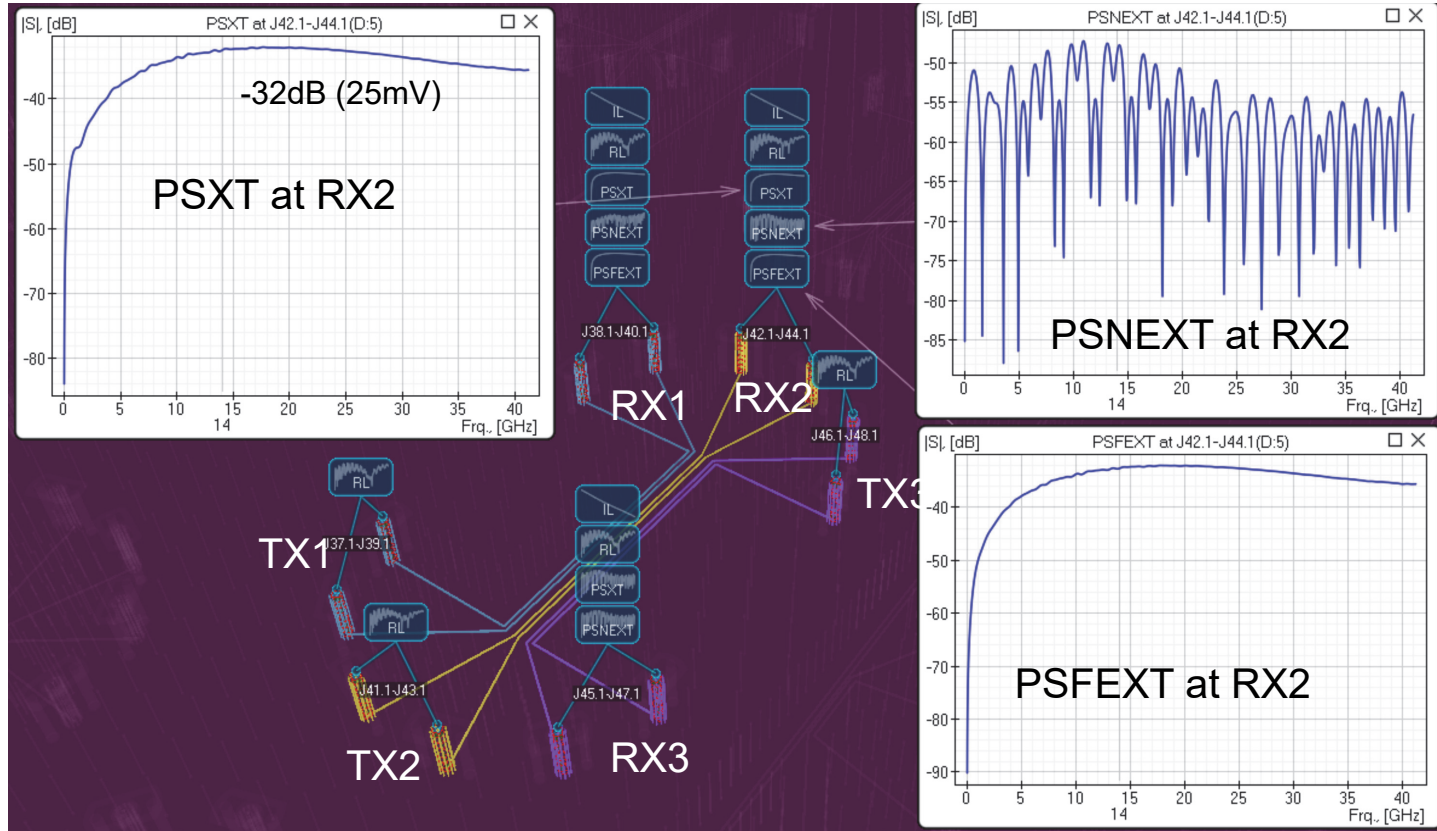 |S|, [dB]
PSXT at J42.1-J44.1(D:5)
-40
-50
-60
-70
-80
0
5
10
15
20
25
30
35
40
14
Frq., [GHz]
-32dB (25mV)
PSXT at RX2
IL
RL
PSXT
PSNEXT
PSFEXT
J38.1-J40.1
RX1
IL
RL
PSXT
PSNEXT
PSFEXT
J42.1-J44.1
RX2
|S|, [dB]
PSNEXT at J42.1-J44.1(D:5)
-50
-55
-60
-65
-70
-75
-80
-85
0
5
10
15
20
25
30
35
40
14
Frq., [GHz]
PSNEXT at RX2
RL
J46.1-J48.1
TX3
RL
TX1
J37.1-J39.1
RL
J41.1-J43.1
TX2
IL
RL
PSXT
PSNEXT
J45.1-J47.1
RX3
|S|, [dB]
PSFEXT at J42.1-J44.1(D:5)
-40
-50
-60
-70
-80
-90
0
5
10
15
20
25
30
35
40
14
Frq., [GHz]
PSFEXT at RX2